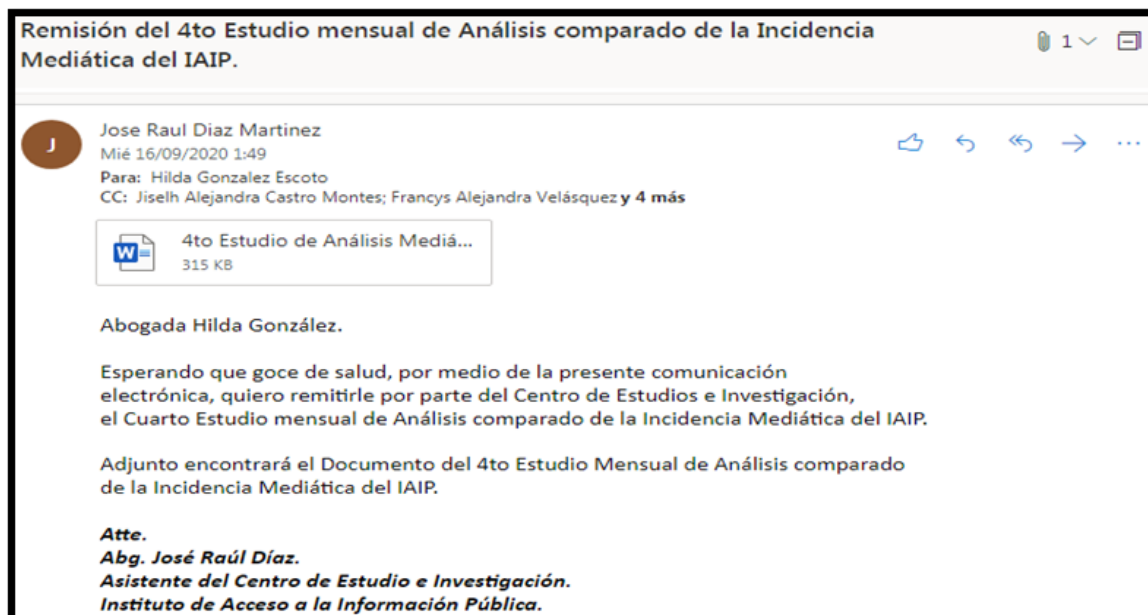 Remisión del 4to Estudio mensual de Análisis comparado de la Incidencia
Mediática del IAIP.
1
J
Jose Raul Diaz Martinez
Mié 16/09/2020 1:49
Para: Hilda Gonzalez Escoto
CC: Jiselh Alejandra Castro Montes; Francys Alejandra Velásquez y 4 más
W
4to Estudio de Análisis Mediá...
315 KB
Abogada Hilda González.
Esperando que goce de salud, por medio de la presente comunicación
electrónica, quiero remitirle por parte del Centro de Estudios e Investigación,
el Cuarto Estudio mensual de Análisis comparado de la Incidencia Mediática del IAIP.
Adjunto encontrará el Documento del 4to Estudio Mensual de Análisis comparado
de la Incidencia Mediática del IAIP.
Atte.
Abg. José Raúl Díaz.
Asistente del Centro de Estudio e Investigación.
Instituto de Acceso a la Información Pública.